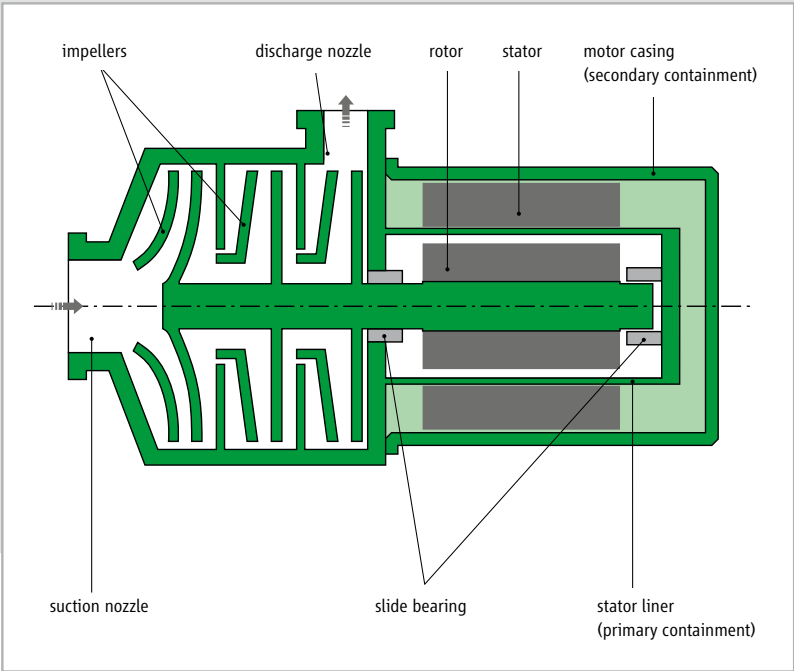 impellers
discharge nozzle
rotor
stator
motor casing
(secondary containment)
suction nozzle
slide bearing
stator liner
(primary containment)